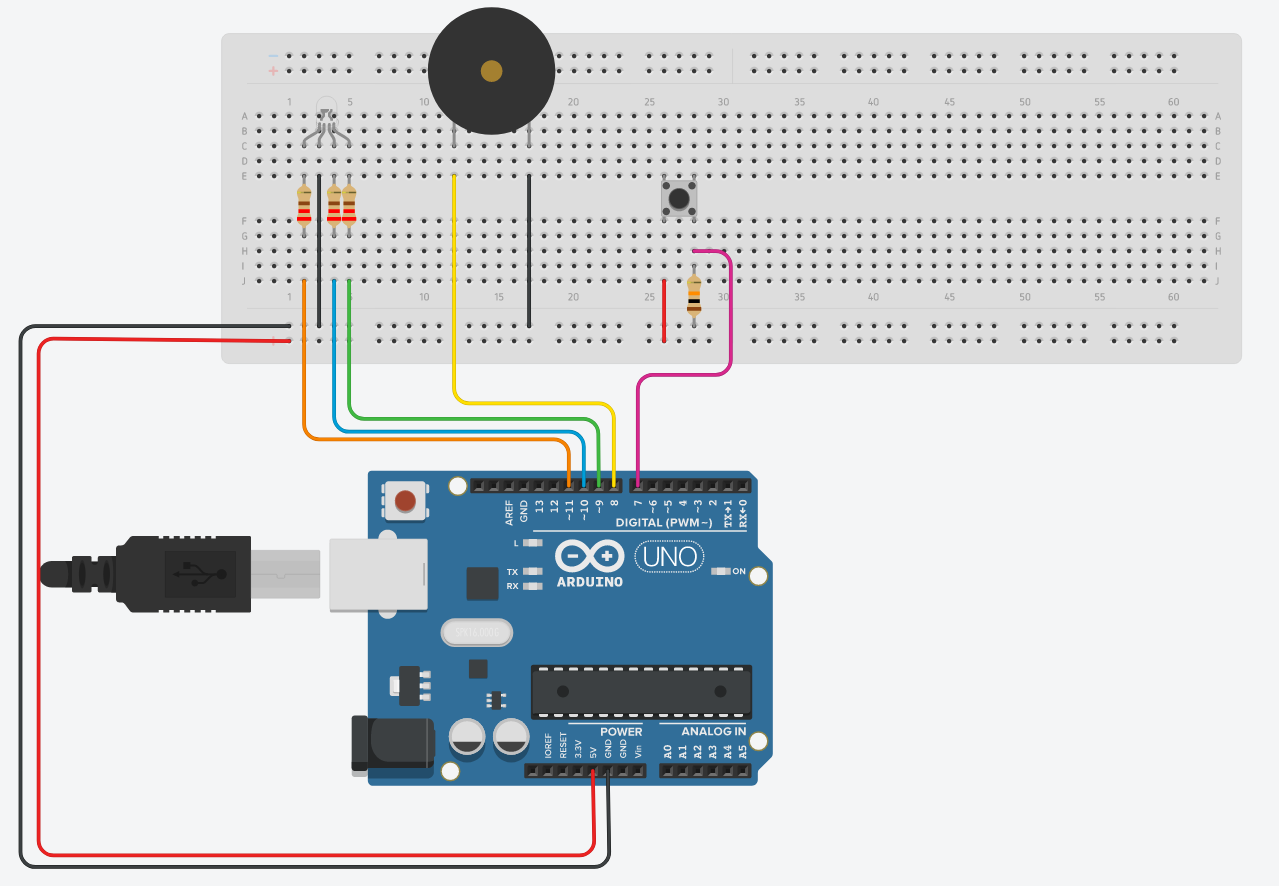 −
+
1 5 10 20 25 30 35 40 45 50 55 60
A A
B B
C C
D D
E E
F F
G G
H H
I I
J J
1 10 15 20 25 30 35 40 45 50 55 60
AREF
GND
13
12
~11
~10
~9
8
7
~6
~5
4
~3
2
TX→1
RX←0
DIGITAL (PWM~)
L
TX
RX
ARDUINO
UNO
ON
POWER
ANALOG IN
IOREF
RESET
3.3V
5V
GND
GND
Vin
A0
A1
A2
A3
A4
A5